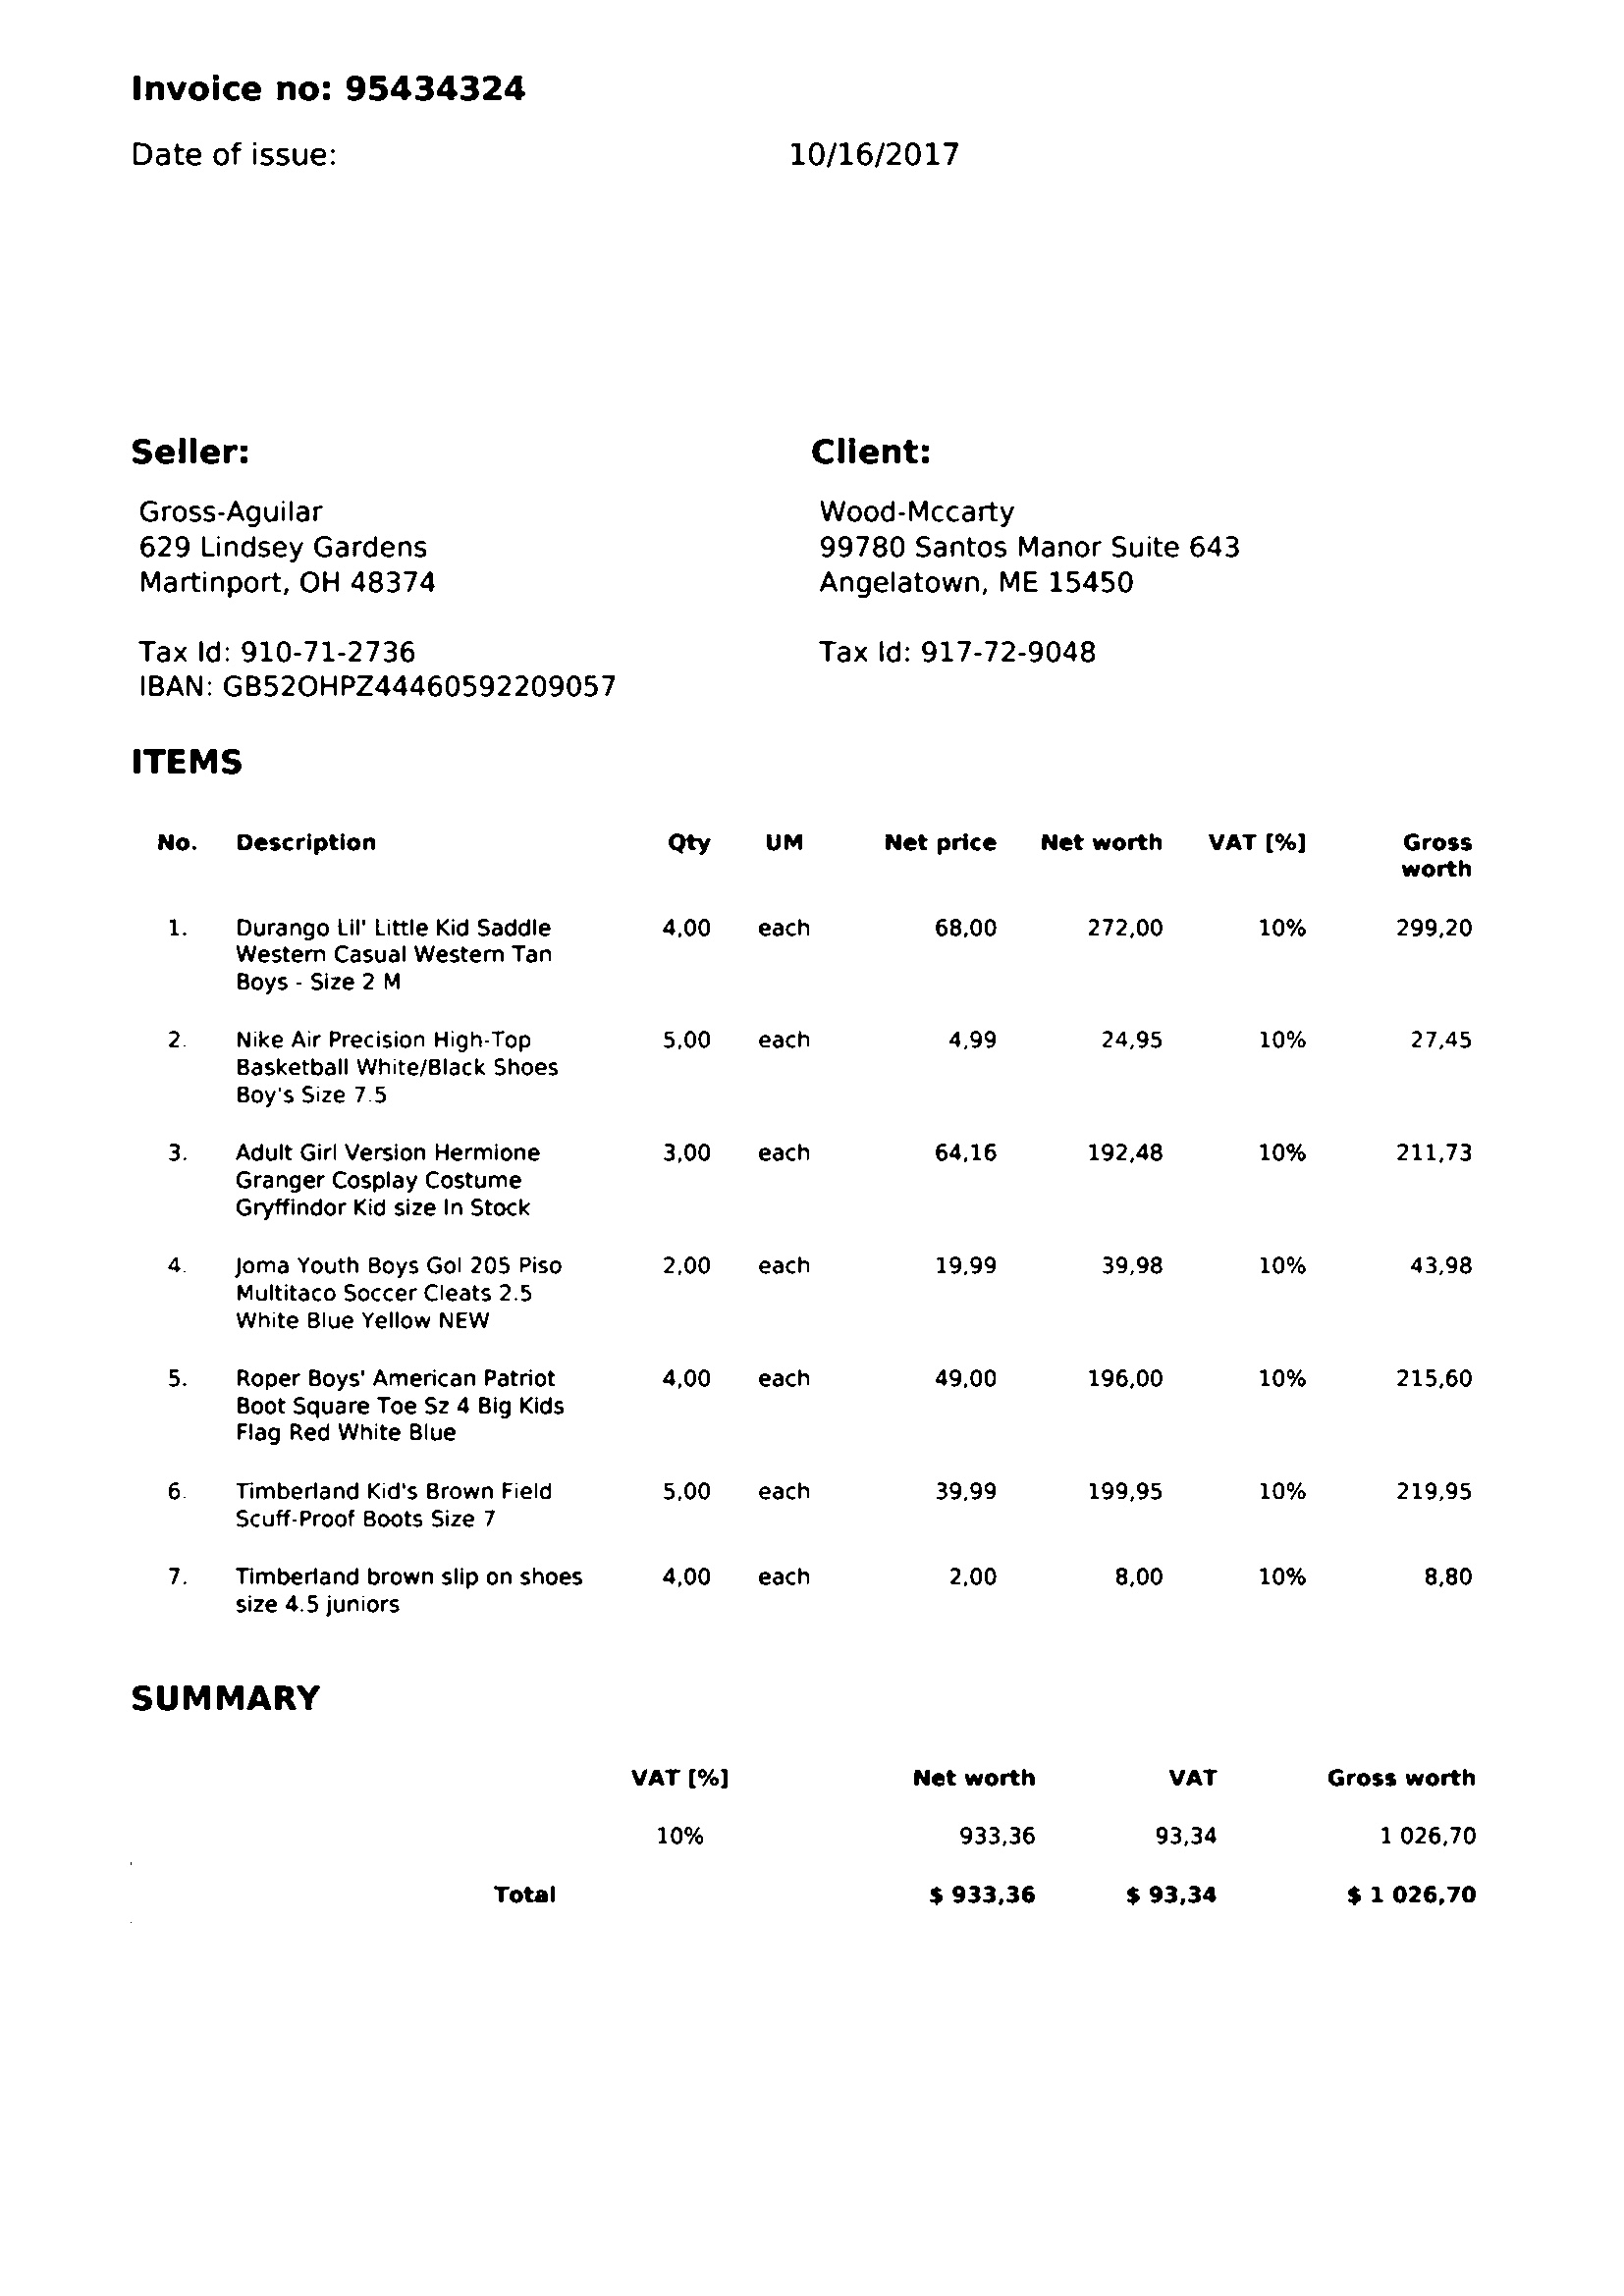 Invoice no: 95434324
Date of issue: 10/16/2017
Seller: Client:
Gross-Aguilar Wood-Mccarty
629 Lindsey Gardens 99780 Santos Manor Suite 643
Martinport, OH 48374 Angelatown, ME 15450
Tax Id: 910-71-2736 Tax Id: 917-72-9048
IBAN: GB52OHPZ44460592209057
ITEMS
No. Description Qty UM Net price Net worth VAT [%] Gross
worth
1. Durango Lil' Little Kid Saddle 4,00 each 68,00 272,00 10% 299,20
Western Casual Western Tan
Boys - Size 2 M
2. Nike Air Precision High-Top 5,00 each 4,99 24,95 10% 27,45
Basketball White/Black Shoes
Boy's Size 7.5
3. Adult Girl Version Hermione 3,00 each 64,16 192,48 10% 211,73
Granger Cosplay Costume
Gryffindor Kid size In Stock
4. Joma Youth Boys Gol 205 Piso 2,00 each 19,99 39,98 10% 43,98
Multitaco Soccer Cleats 2.5
White Blue Yellow NEW
5. Roper Boys' American Patriot 4,00 each 49,00 196,00 10% 215,60
Boot Square Toe Sz 4 Big Kids
Flag Red White Blue
6. Timberland Kid's Brown Field 5,00 each 39,99 199,95 10% 219,95
Scuff-Proof Boots Size 7
7. Timberland brown slip on shoes 4,00 each 2,00 8,00 10% 8,80
size 4.5 juniors
SUMMARY
VAT [%] Net worth VAT Gross worth
10% 933,36 93,34 1 026,70
Total $ 933,36 $ 93,34 $ 1 026,70